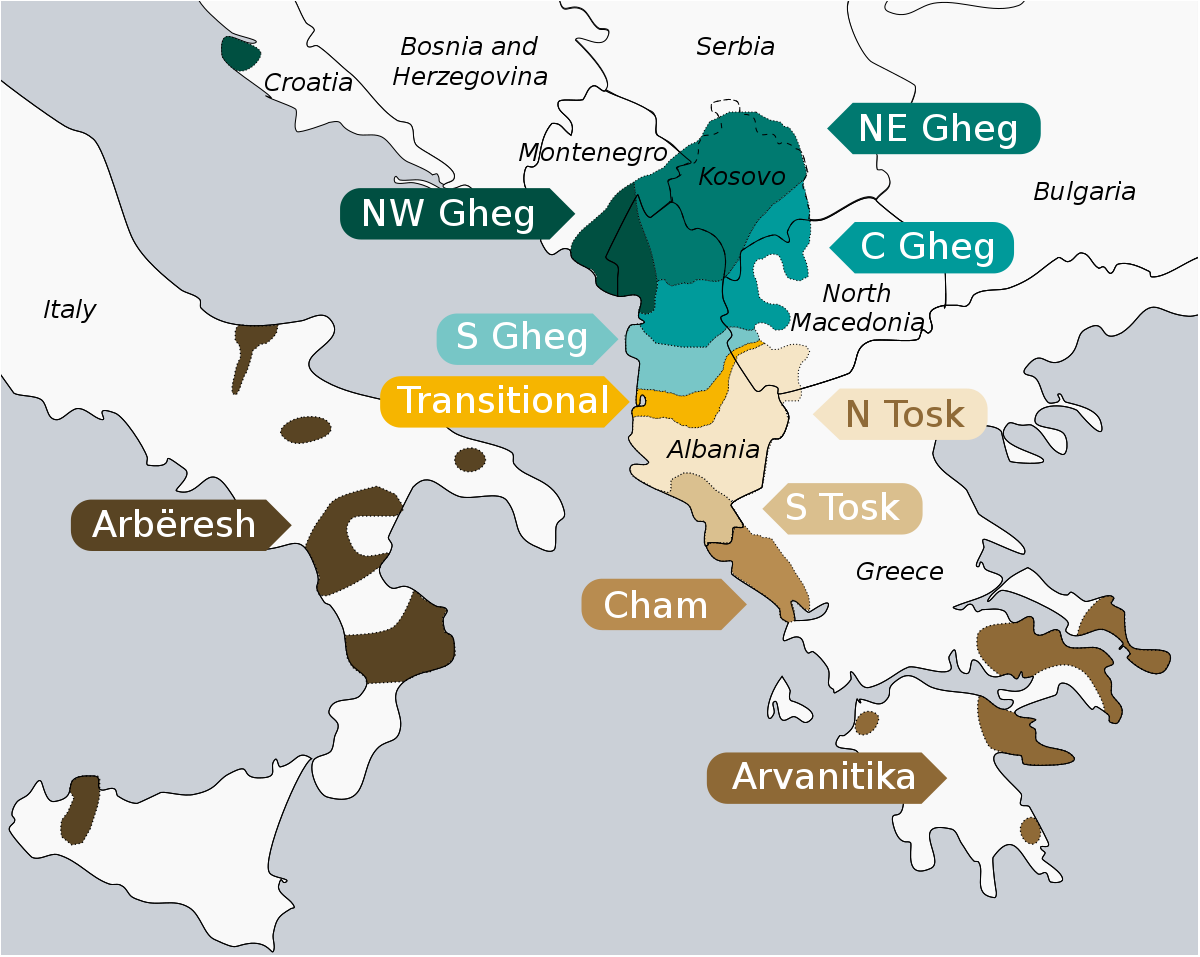 Bosnia and
Herzegovina
Serbia
Croatia
NE Gheg
Montenegro
Kosovo
Bulgaria
NW Gheg
C Gheg
Italy
North
Macedonia
S Gheg
Transitional
N Tosk
Albania
S Tosk
Arbëresh
Greece
Cham
Arvanitika